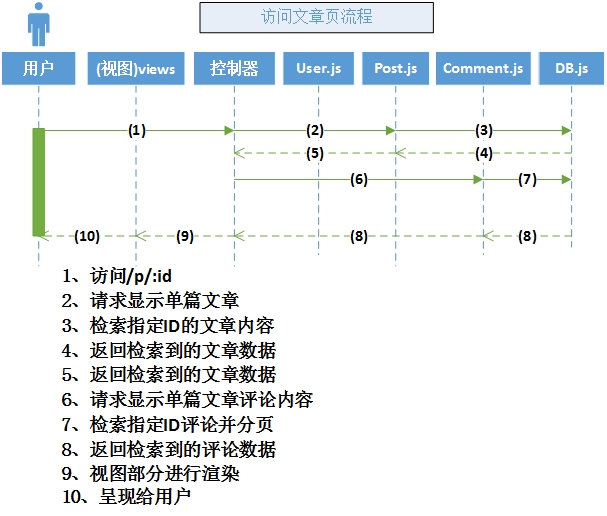 访问文章页流程
用户 (视图)views 控制器 User.js Post.js Comment.js DB.js
(1) (2) (3)
(5) (4)
(6) (7)
(10) (9) (8) (8)
1、访问/p/:id
2、请求显示单篇文章
3、检索指定ID的文章内容
4、返回检索到的文章数据
5、返回检索到的文章数据
6、请求显示单篇文章评论内容
7、检索指定ID评论并分页
8、返回检索到的评论数据
9、视图部分进行渲染
10、呈现给用户